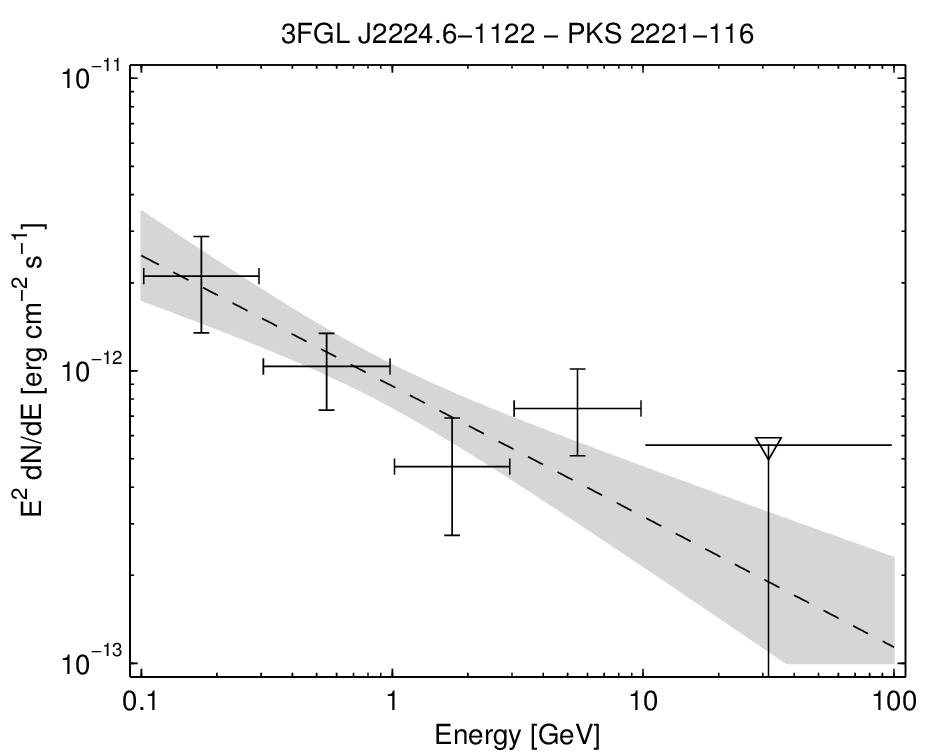 3FGL J2224.6−1122 − PKS 2221−116
E² dN/dE [erg cm⁻² s⁻¹]
10⁻¹¹
10⁻¹²
10⁻¹³
0.1 1 10 100
Energy [GeV]